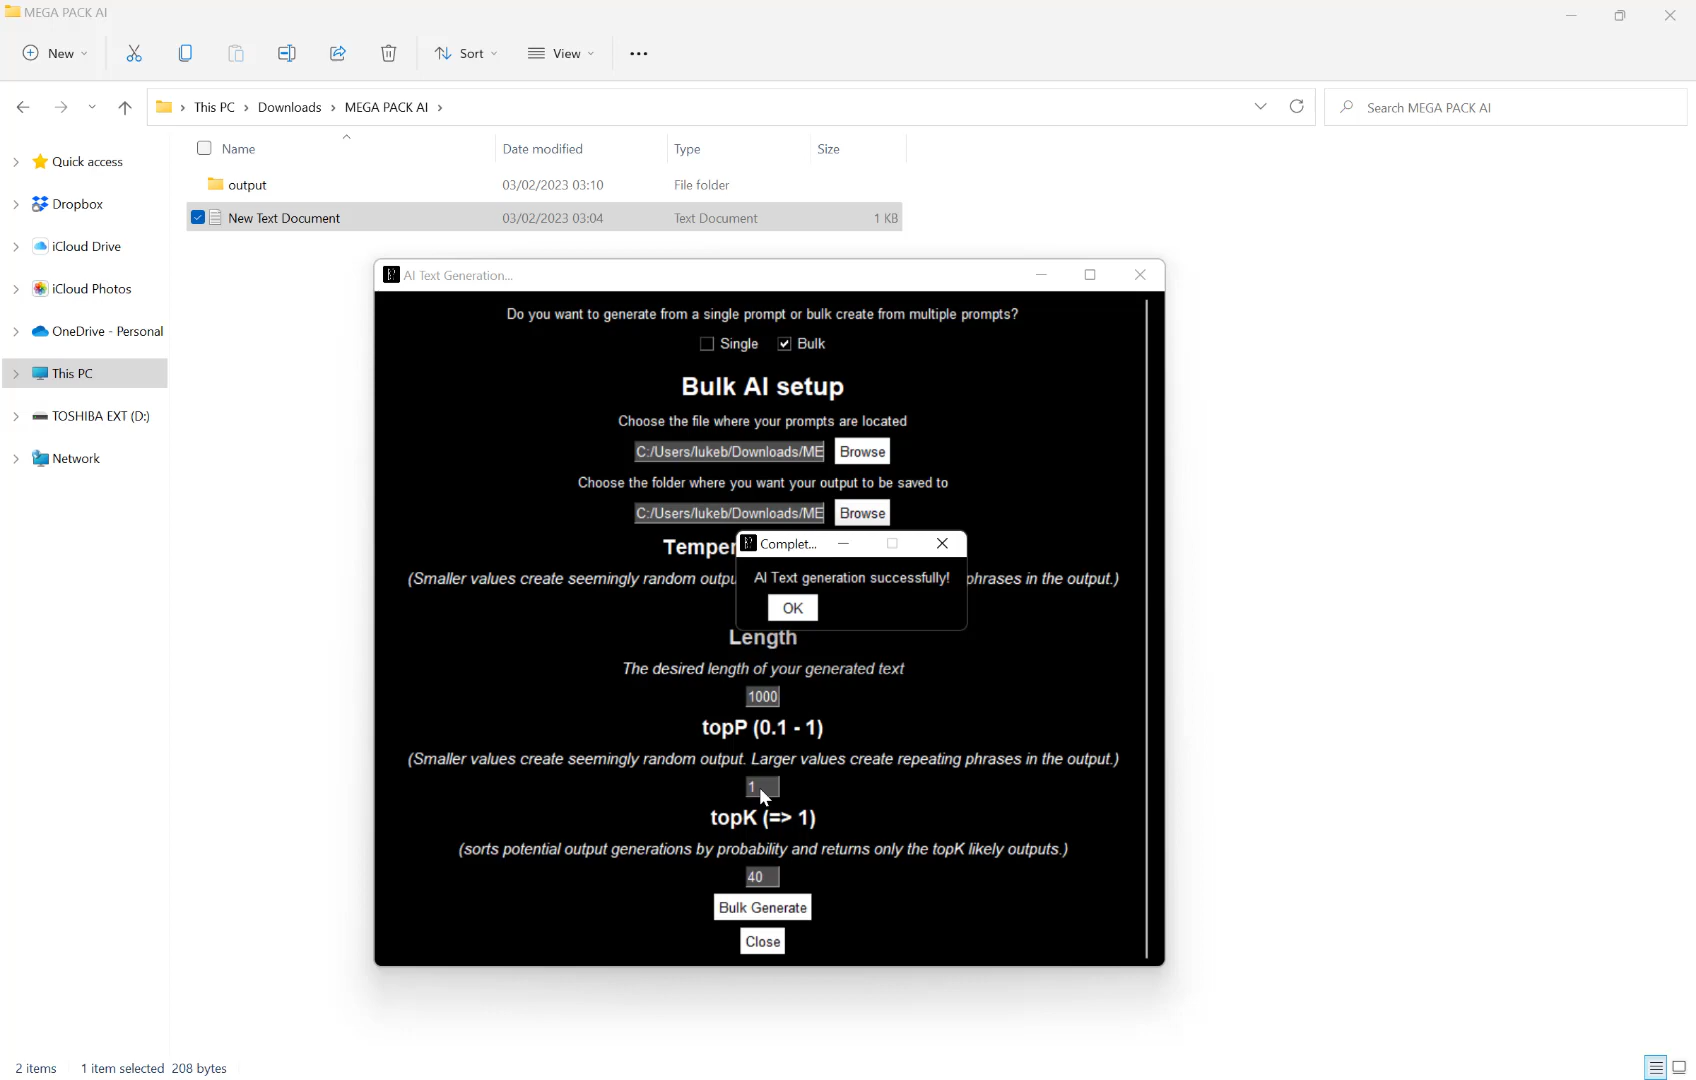 MEGA PACK AI
New
Sort
View
This PC > Downloads > MEGA PACK AI >
Search MEGA PACK AI
Name Date modified Type Size
output 03/02/2023 03:10 File folder
New Text Document 03/02/2023 03:04 Text Document 1 KB
Quick access
Dropbox
iCloud Drive
iCloud Photos
OneDrive - Personal
This PC
TOSHIBA EXT (D:)
Network
AI Text Generation...
Do you want to generate from a single prompt or bulk create from multiple prompts?
Single Bulk
Bulk AI setup
Choose the file where your prompts are located
C:/Users/lukeb/Downloads/ME Browse
Choose the folder where you want your output to be saved to
C:/Users/lukeb/Downloads/ME Browse
Temper
Complet...
(Smaller values create seemingly random outpu
AI Text generation successfully!
phrases in the output.)
OK
Length
The desired length of your generated text
1000
topP (0.1 - 1)
(Smaller values create seemingly random output. Larger values create repeating phrases in the output.)
1
topK (=> 1)
(sorts potential output generations by probability and returns only the topK likely outputs.)
40
Bulk Generate
Close
2 items 1 item selected 208 bytes